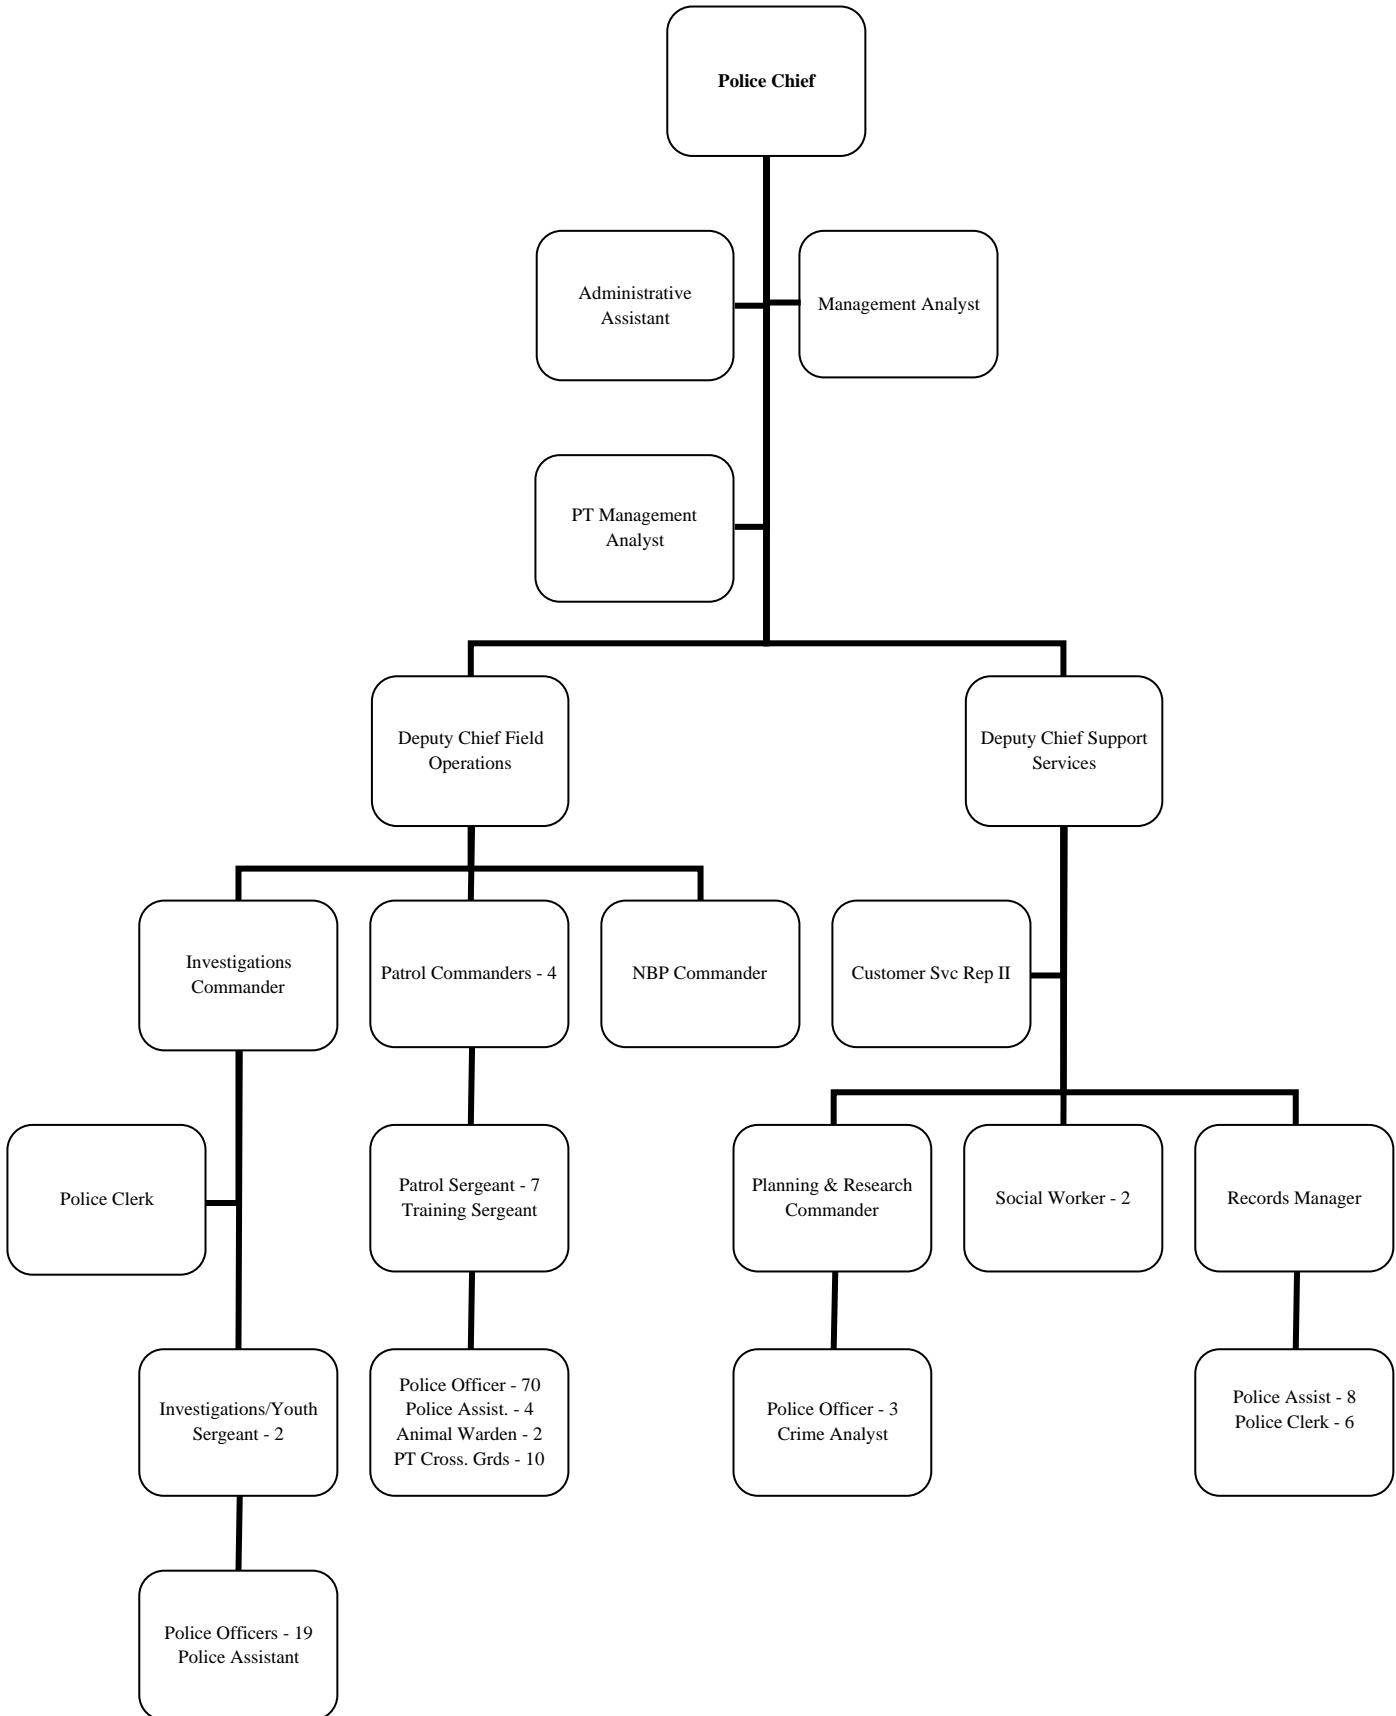 Police Chief
Administrative
Assistant
Management Analyst
PT Management
Analyst
Deputy Chief Field
Operations
Deputy Chief Support
Services
Investigations
Commander
Patrol Commanders - 4
NBP Commander
Customer Svc Rep II
Police Clerk
Patrol Sergeant - 7
Training Sergeant
Planning & Research
Commander
Social Worker - 2
Records Manager
Investigations/Youth
Sergeant - 2
Police Officer - 70
Police Assist. - 4
Animal Warden - 2
PT Cross. Grds - 10
Police Officer - 3
Crime Analyst
Police Assist - 8
Police Clerk - 6
Police Officers - 19
Police Assistant